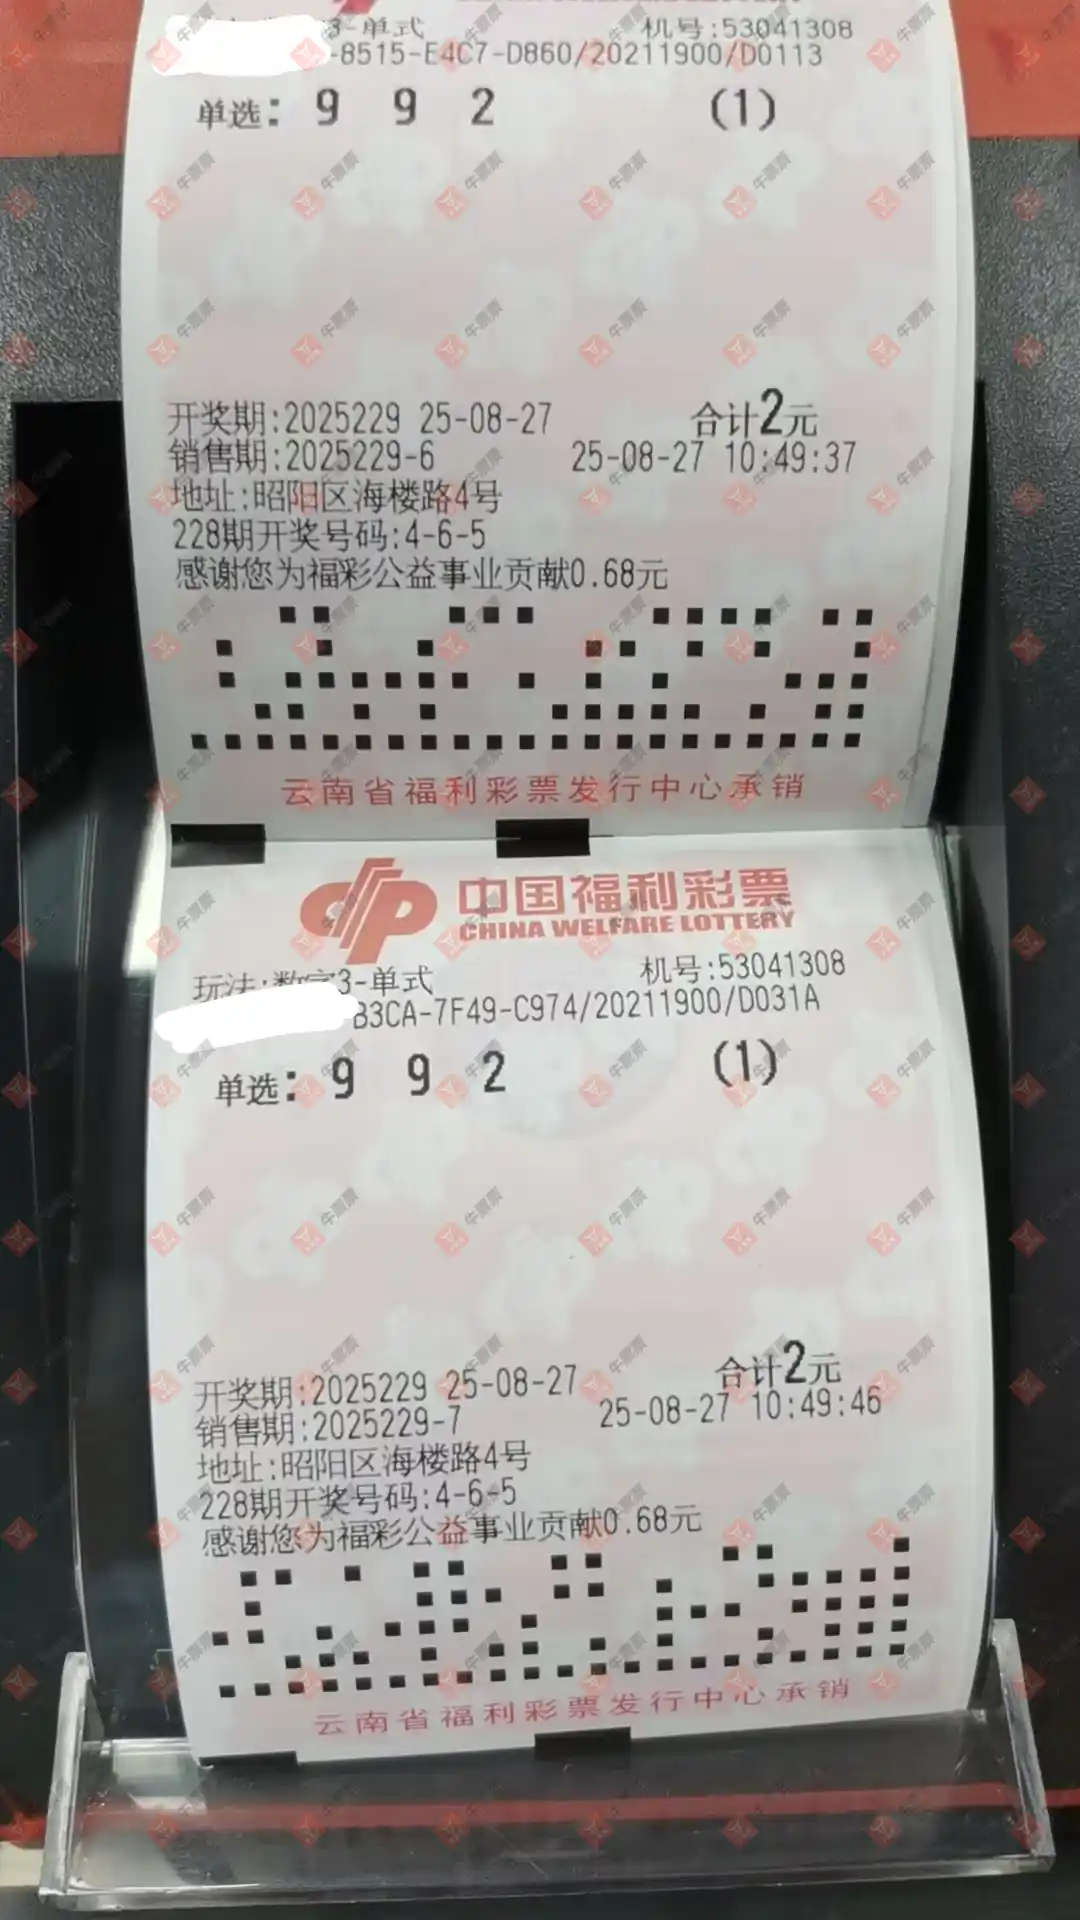 3-单式 机号:53041308
-8515-E4C7-D860/20211900/D0113
单选: 9 9 2 (1)
开奖期:2025229 25-08-27 合计2元
销售期:2025229-6 25-08-27 10:49:37
地址:昭阳区海楼路4号
228期开奖号码:4-6-5
感谢您为福彩公益事业贡献0.68元
云南省福利彩票发行中心承销
中国福利彩票
CHINA WELFARE LOTTERY
玩法:数字3-单式 机号:53041308
B3CA-7F49-C974/20211900/D031A
单选: 9 9 2 (1)
开奖期:2025229 25-08-27 合计2元
销售期:2025229-7 25-08-27 10:49:46
地址:昭阳区海楼路4号
228期开奖号码:4-6-5
感谢您为福彩公益事业贡献0.68元
云南省福利彩票发行中心承销
牛票票